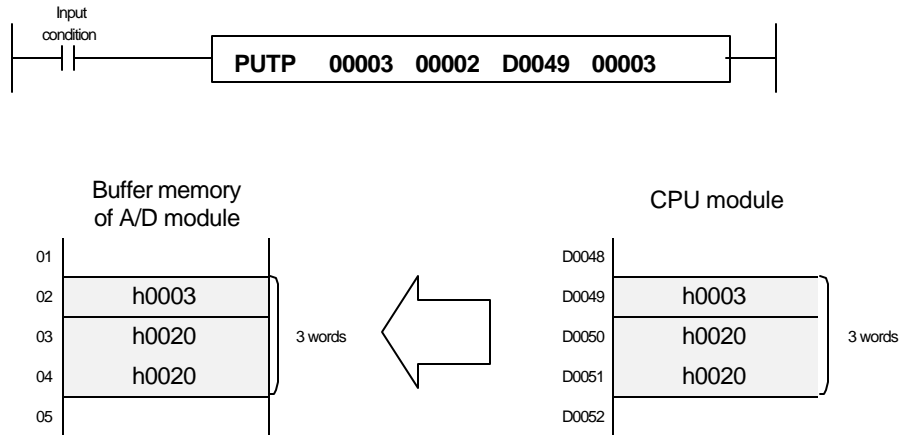 Input
condition
PUTP 00003 00002 D0049 00003
Buffer memory
of A/D module
CPU module
01
D0048
02 h0003
D0049 h0003
03 h0020 3 words
D0050 h0020 3 words
04 h0020
D0051 h0020
05
D0052